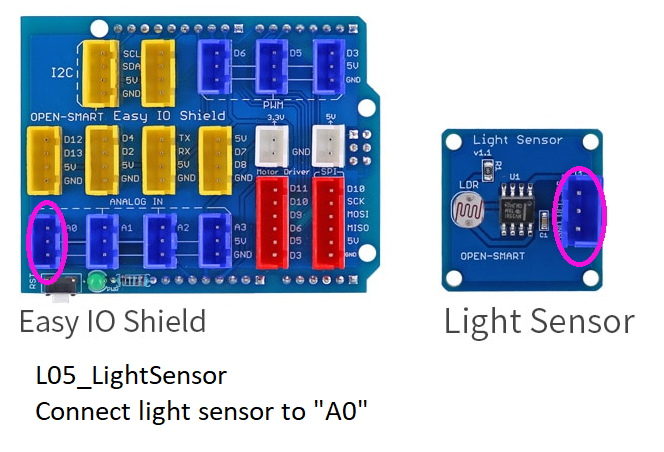 SCL
SDA
5V
GND
I2C
D6
D5
D3
5V
GND
PWM
OPEN-SMART Easy IO Shield
3.3V
5V
GND
D12
D13
5V
GND
D4
D2
5V
GND
TX
RX
5V
GND
5V
D7
D8
GND
Motor Driver
SPI
D11
D10
D9
D6
D5
D3
D10
SCK
MOSI
MISO
5V
GND
ANALOG IN
A0
A1
A2
A3
5V
GND
RST
PWR
Light Sensor
v1.1
R1
U1
LDR
C1
OPEN-SMART
Easy IO Shield
Light Sensor
L05_LightSensor
Connect light sensor to "A0"